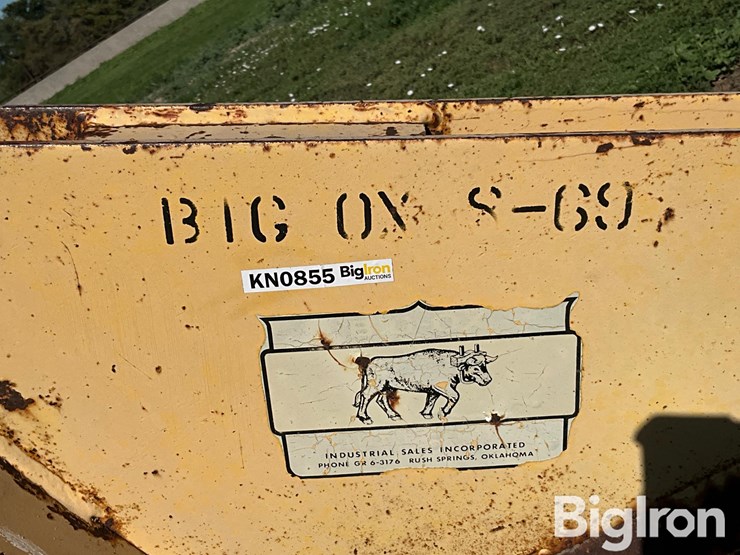 BIG OX S-69
KN0855 BigIron
AUCTIONS
INDUSTRIAL SALES INCORPORATED
PHONE GR 6-3176 RUSH SPRINGS, OKLAHOMA
BigIron